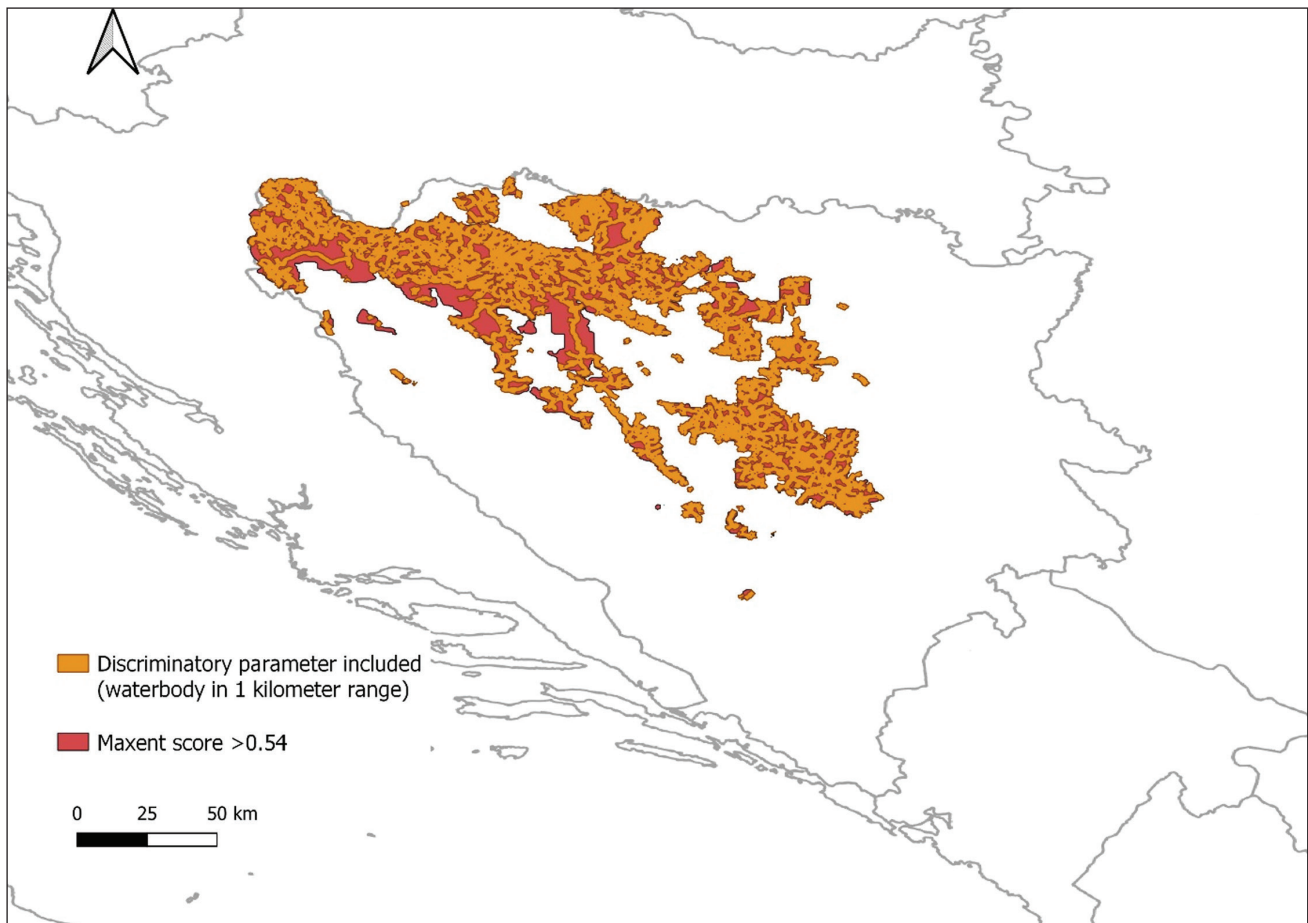 Discriminatory parameter included
(waterbody in 1 kilometer range)
Maxent score >0.54
0 25 50 km